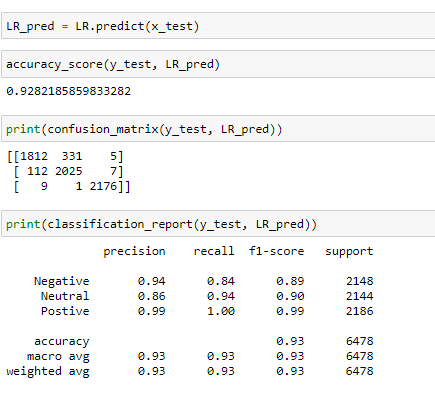 LR_pred = LR.predict(x_test)
accuracy_score(y_test, LR_pred)
0.9282185859833282
print(confusion_matrix(y_test, LR_pred))
[[1812  331    5]
 [ 112 2025    7]
 [   9    1 2176]]
print(classification_report(y_test, LR_pred))
              precision    recall  f1-score   support
    Negative       0.94      0.84      0.89      2148
     Neutral       0.86      0.94      0.90      2144
     Postive       0.99      1.00      0.99      2186
    accuracy                           0.93      6478
   macro avg       0.93      0.93      0.93      6478
weighted avg       0.93      0.93      0.93      6478